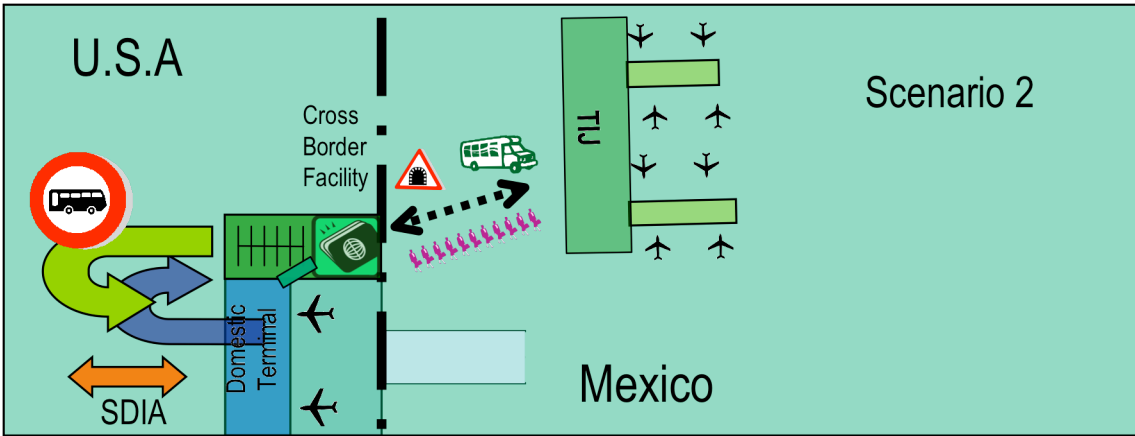 U.S.A
Scenario 2
Cross
Border
Facility
TIJ
Domestic
Terminal
SDIA
Mexico